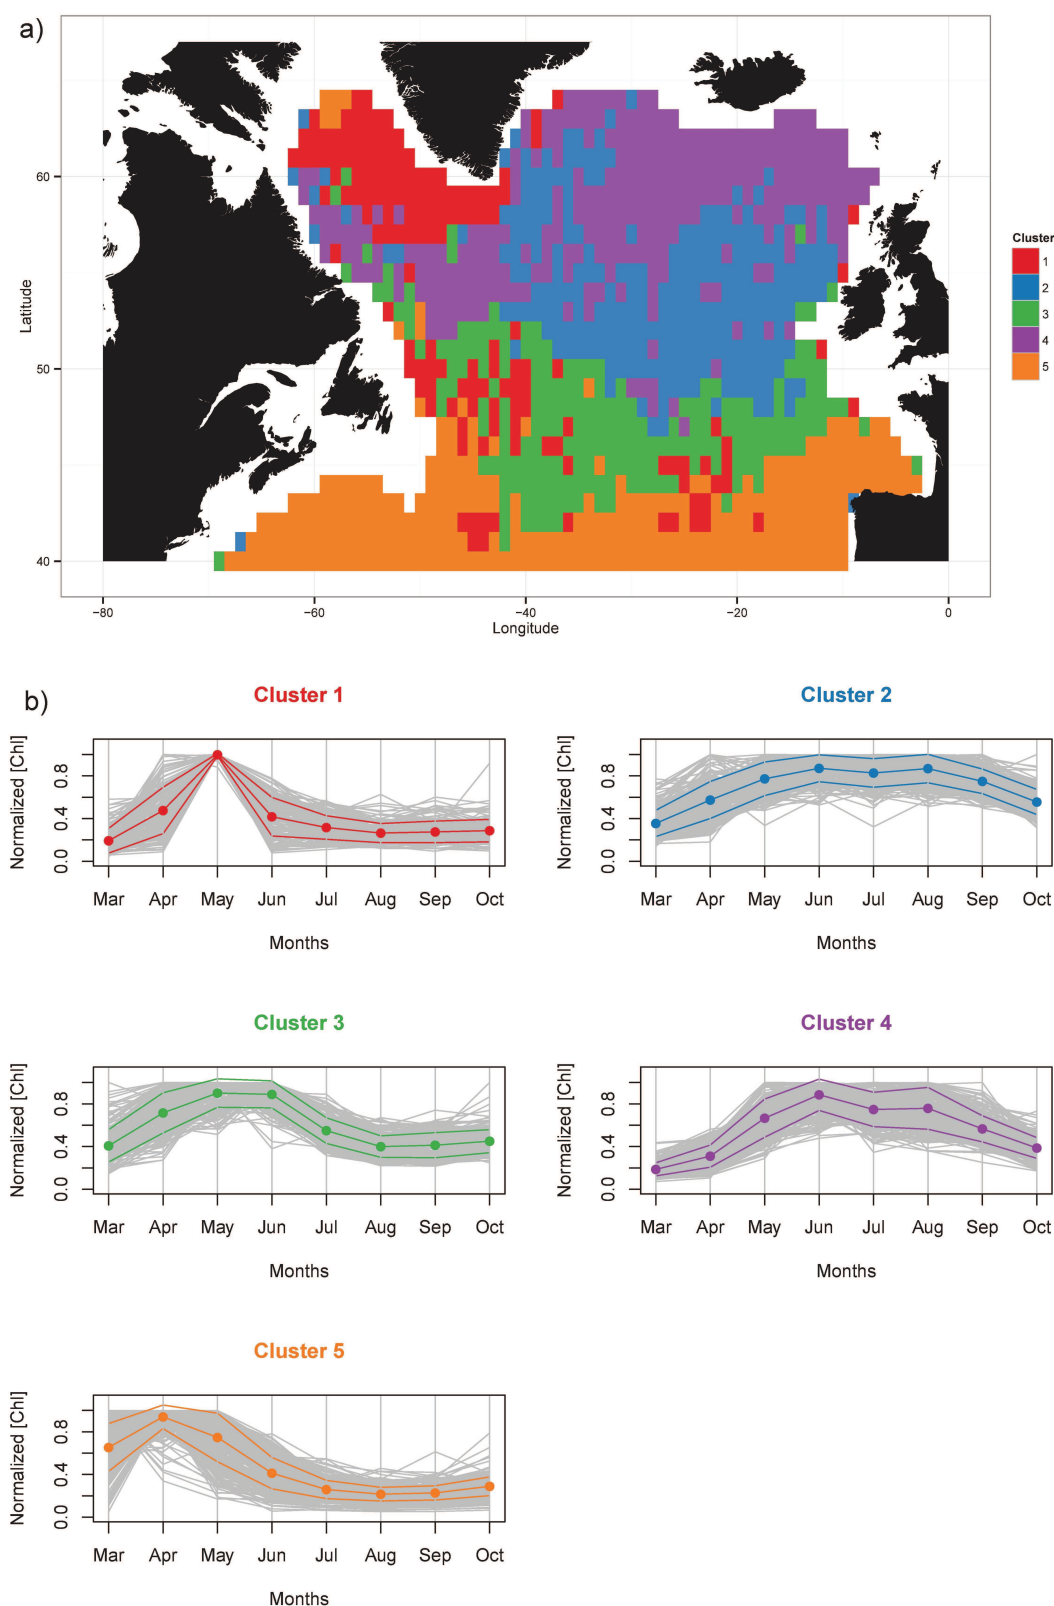 a)
60
50
40
Latitude
−80
−60
−40
−20
0
Longitude
Cluster
1
2
3
4
5
b)
Cluster 1
Normalized [Chl]
0.0
0.4
0.8
Mar Apr May Jun Jul Aug Sep Oct
Months
Cluster 2
Normalized [Chl]
0.0
0.4
0.8
Mar Apr May Jun Jul Aug Sep Oct
Months
Cluster 3
Normalized [Chl]
0.0
0.4
0.8
Mar Apr May Jun Jul Aug Sep Oct
Months
Cluster 4
Normalized [Chl]
0.0
0.4
0.8
Mar Apr May Jun Jul Aug Sep Oct
Months
Cluster 5
Normalized [Chl]
0.0
0.4
0.8
Mar Apr May Jun Jul Aug Sep Oct
Months